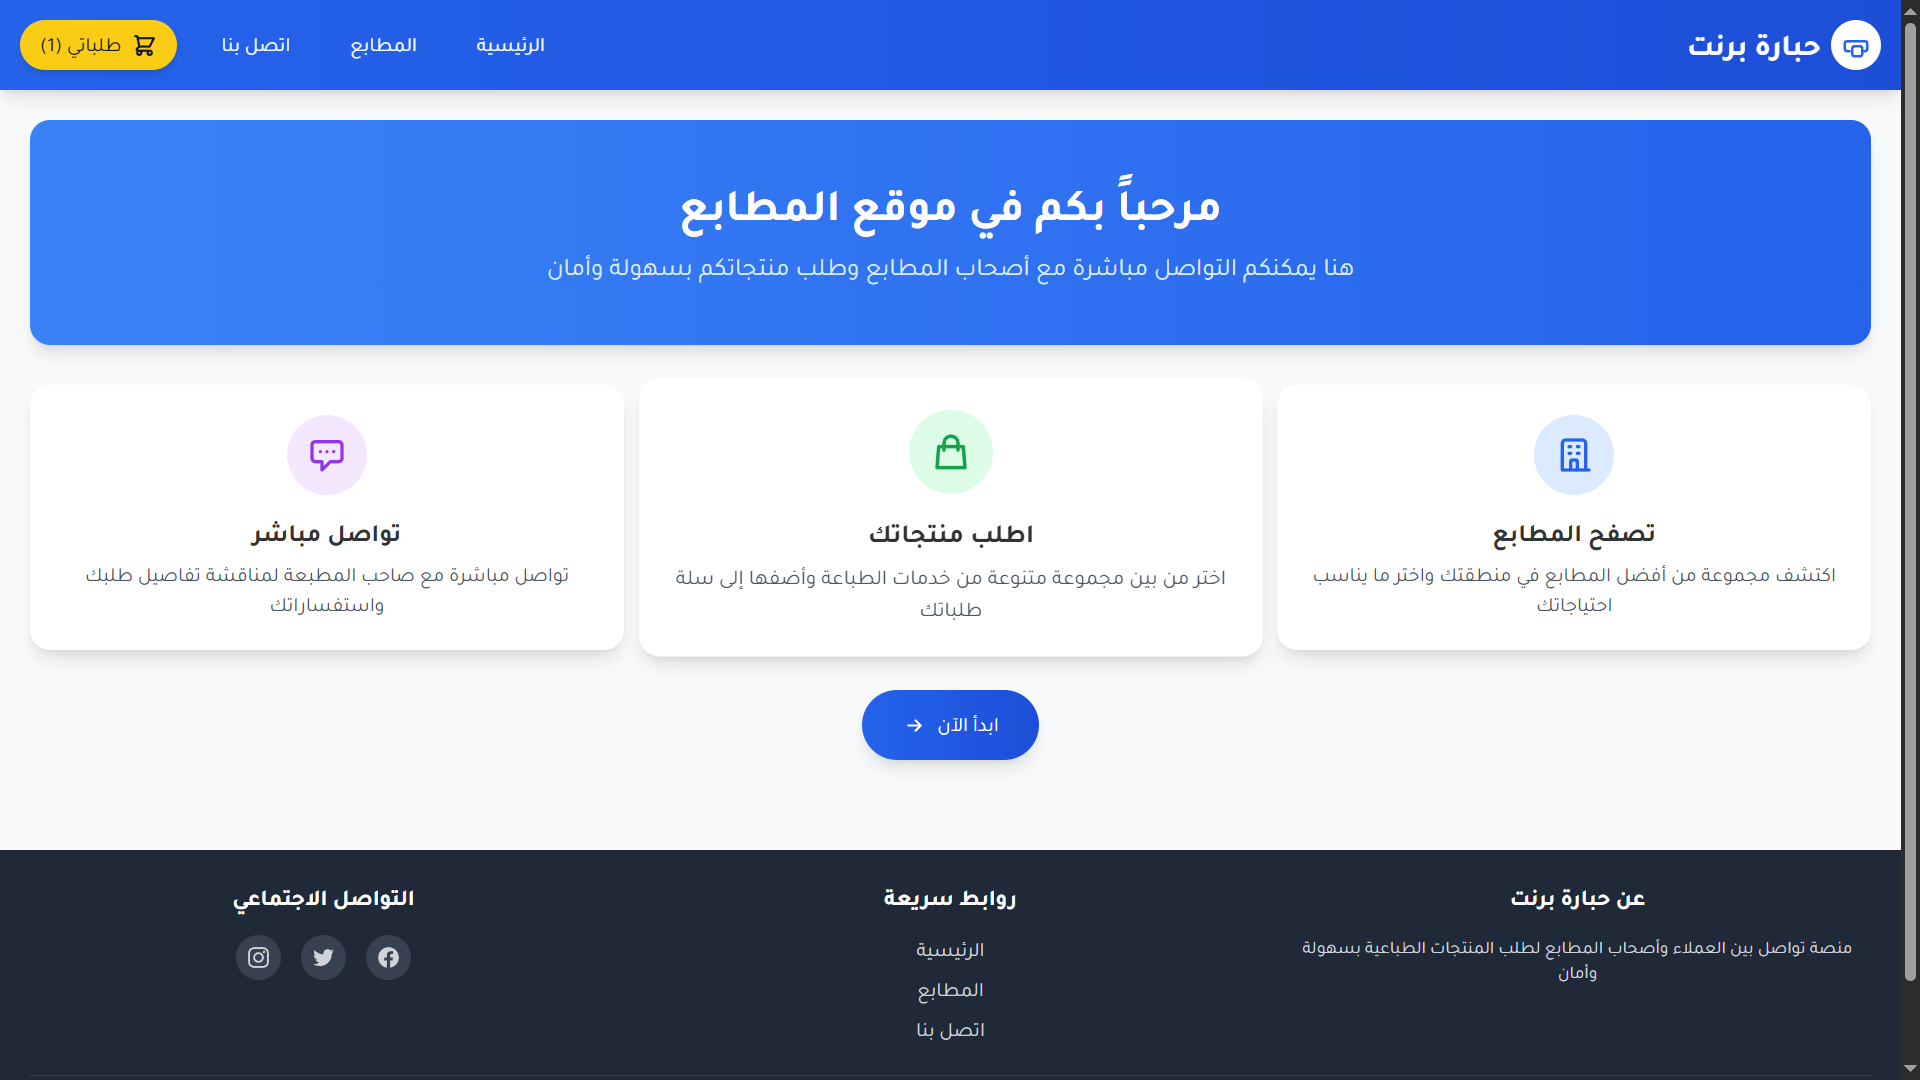 حبارة برنت
الرئيسية
المطابع
اتصل بنا
طلباتي (1)
مرحباً بكم في موقع المطابع
هنا يمكنكم التواصل مباشرة مع أصحاب المطابع وطلب منتجاتكم بسهولة وأمان
تصفح المطابع
اكتشف مجموعة من أفضل المطابع في منطقتك واختر ما يناسب
احتياجاتك
اطلب منتجاتك
اختر من بين مجموعة متنوعة من خدمات الطباعة وأضفها إلى سلة
طلباتك
تواصل مباشر
تواصل مباشرة مع صاحب المطبعة لمناقشة تفاصيل طلبك
واستفساراتك
ابدأ الآن
عن حبارة برنت
منصة تواصل بين العملاء وأصحاب المطابع لطلب المنتجات الطباعية بسهولة
وأمان
روابط سريعة
الرئيسية
المطابع
اتصل بنا
التواصل الاجتماعي